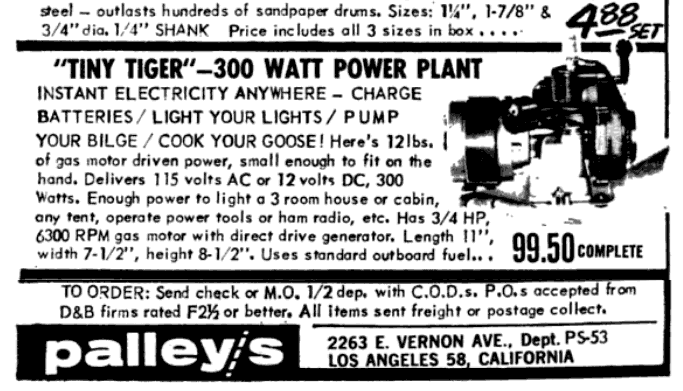 steel — outlasts hundreds of sandpaper drums. Sizes: 1¼", 1-7/8" &
3/4" dia. 1/4" SHANK Price includes all 3 sizes in box . . . .
4.88 SET
"TINY TIGER"—300 WATT POWER PLANT
INSTANT ELECTRICITY ANYWHERE — CHARGE
BATTERIES / LIGHT YOUR LIGHTS / PUMP
YOUR BILGE / COOK YOUR GOOSE! Here's 12lbs.
of gas motor driven power, small enough to fit on the
hand. Delivers 115 volts AC or 12 volts DC, 300
Watts. Enough power to light a 3 room house or cabin,
any tent, operate power tools or ham radio, etc. Has 3/4 HP,
6300 RPM gas motor with direct drive generator. Length 11",
width 7-1/2", height 8-1/2". Uses standard outboard fuel...
99.50 COMPLETE
TO ORDER: Send check or M.O. 1/2 dep. with C.O.D.s. P.O.s accepted from
D&B firms rated F2½ or better. All items sent freight or postage collect.
palley's
2263 E. VERNON AVE., Dept. PS-53
LOS ANGELES 58, CALIFORNIA